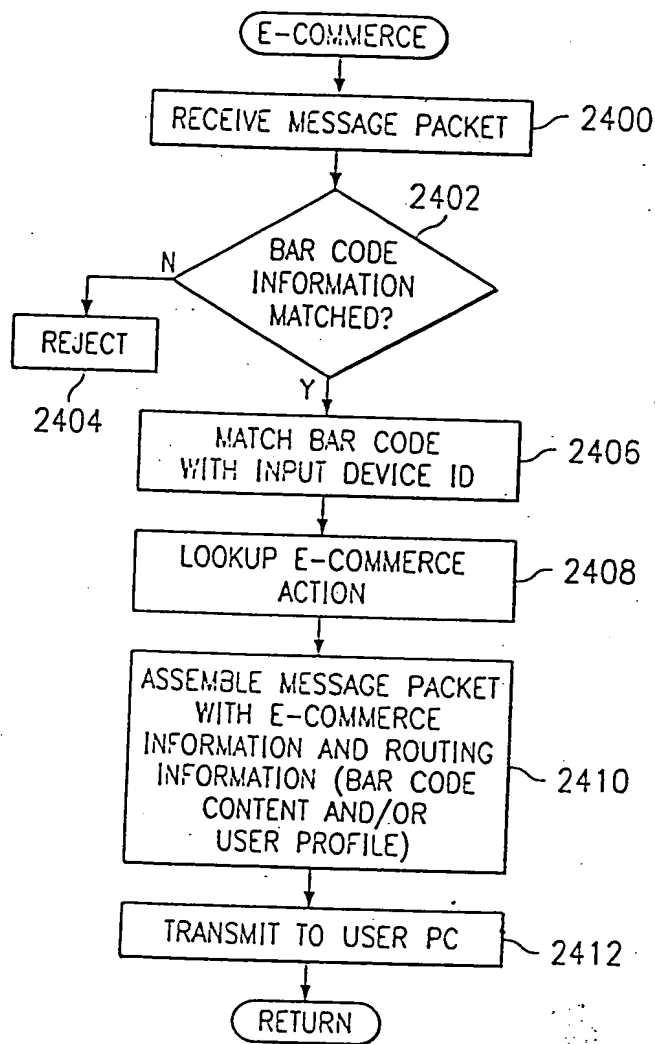 E-COMMERCE
RECEIVE MESSAGE PACKET
2400
2402
BAR CODE
INFORMATION
MATCHED?
N
REJECT
2404
Y
MATCH BAR CODE
WITH INPUT DEVICE ID
2406
LOOKUP E-COMMERCE
ACTION
2408
ASSEMBLE MESSAGE PACKET
WITH E-COMMERCE
INFORMATION AND ROUTING
INFORMATION (BAR CODE
CONTENT AND/OR
USER PROFILE)
2410
TRANSMIT TO USER PC
2412
RETURN